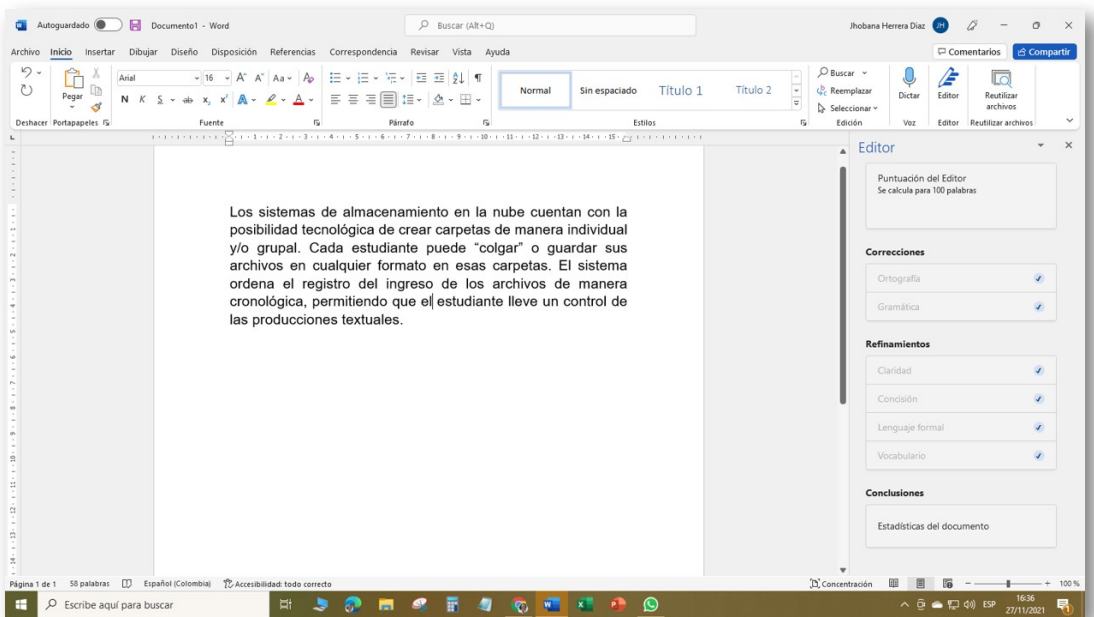 Autoguardado
Documento1 - Word
Buscar (Alt+Q)
Jhobana Herrera Diaz
JH
Archivo Inicio Insertar Dibujar Diseño Disposición Referencias Correspondencia Revisar Vista Ayuda
Comentarios
Compartir
Pegar
Arial
16
Aa
N K S ab x, x' A A
Normal
Sin espaciado
Título 1
Título 2
Buscar
Reemplazar
Seleccionar
Dictar
Editor
Reutilizar
archivos
Deshacer Portapapeles Fuente Párrafo Estilos Edición Voz Editor Reutilizar archivos
Los sistemas de almacenamiento en la nube cuentan con la
posibilidad tecnológica de crear carpetas de manera individual
y/o grupal. Cada estudiante puede “colgar” o guardar sus
archivos en cualquier formato en esas carpetas. El sistema
ordena el registro del ingreso de los archivos de manera
cronológica, permitiendo que el estudiante lleve un control de
las producciones textuales.
Editor
Puntuación del Editor
Se calcula para 100 palabras
Correcciones
Ortografía
Gramática
Refinamientos
Claridad
Concisión
Lenguaje formal
Vocabulario
Conclusiones
Estadísticas del documento
Página 1 de 1 58 palabras Español (Colombia) Accesibilidad: todo correcto
Concentración
100 %
Escribe aquí para buscar
ESP
16:36
27/11/2021